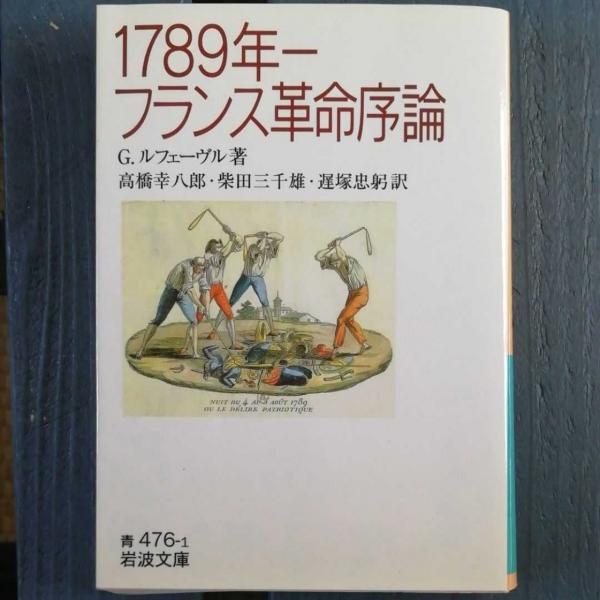 1789年ー
フランス革命序論
G.ルフェーヴル著
高橋幸八郎・柴田三千雄・遅塚忠躬訳
NUIT DU 4 AU 5 AOÛT 1789
OU LE DÉLIRE PATRIOTIQUE
青 476-1
岩波文庫